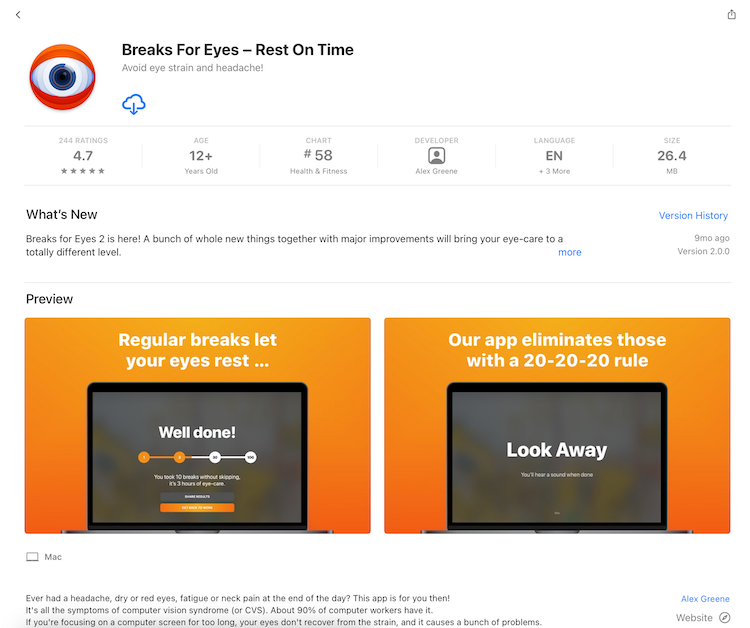 Breaks For Eyes – Rest On Time
Avoid eye strain and headache!
244 RATINGS
4.7
Years Old
AGE
12+
CHART
#58
Health & Fitness
DEVELOPER
Alex Greene
LANGUAGE
EN
+ 3 More
SIZE
26.4
MB
What's New
Version History
Breaks for Eyes 2 is here! A bunch of whole new things together with major improvements will bring your eye-care to a
totally different level.
more
9mo ago
Version 2.0.0
Preview
Regular breaks let
your eyes rest ...
Well done!
1
5
30
100
You took 10 breaks without skipping,
it's 3 hours of eye-care.
SHARE RESULTS
GET BACK TO WORK
Our app eliminates those
with a 20-20-20 rule
Look Away
You'll hear a sound when done
Mac
Ever had a headache, dry or red eyes, fatigue or neck pain at the end of the day? This app is for you then!
It's all the symptoms of computer vision syndrome (or CVS). About 90% of computer workers have it.
If you're focusing on a computer screen for too long, your eyes don't recover from the strain, and it causes a bunch of problems.
Alex Greene
Website